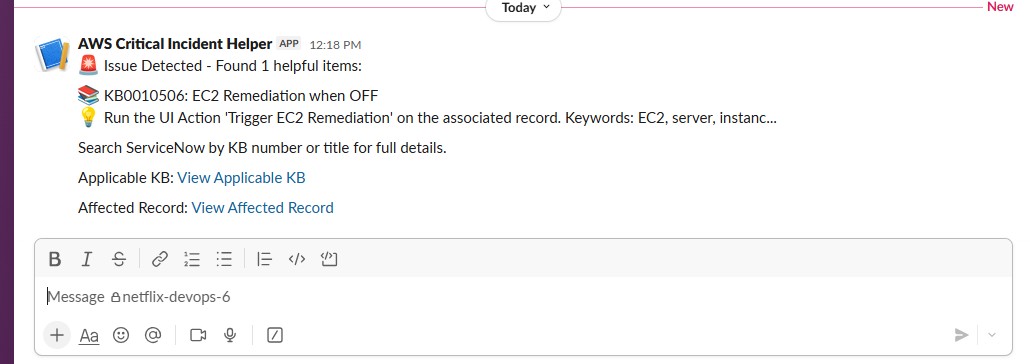 Today
New
AWS Critical Incident Helper APP 12:18 PM
Issue Detected - Found 1 helpful items:
KB0010506: EC2 Remediation when OFF
Run the UI Action 'Trigger EC2 Remediation' on the associated record. Keywords: EC2, server, instanc...
Search ServiceNow by KB number or title for full details.
Applicable KB: View Applicable KB
Affected Record: View Affected Record
B I S
Message netflix-devops-6
Aa